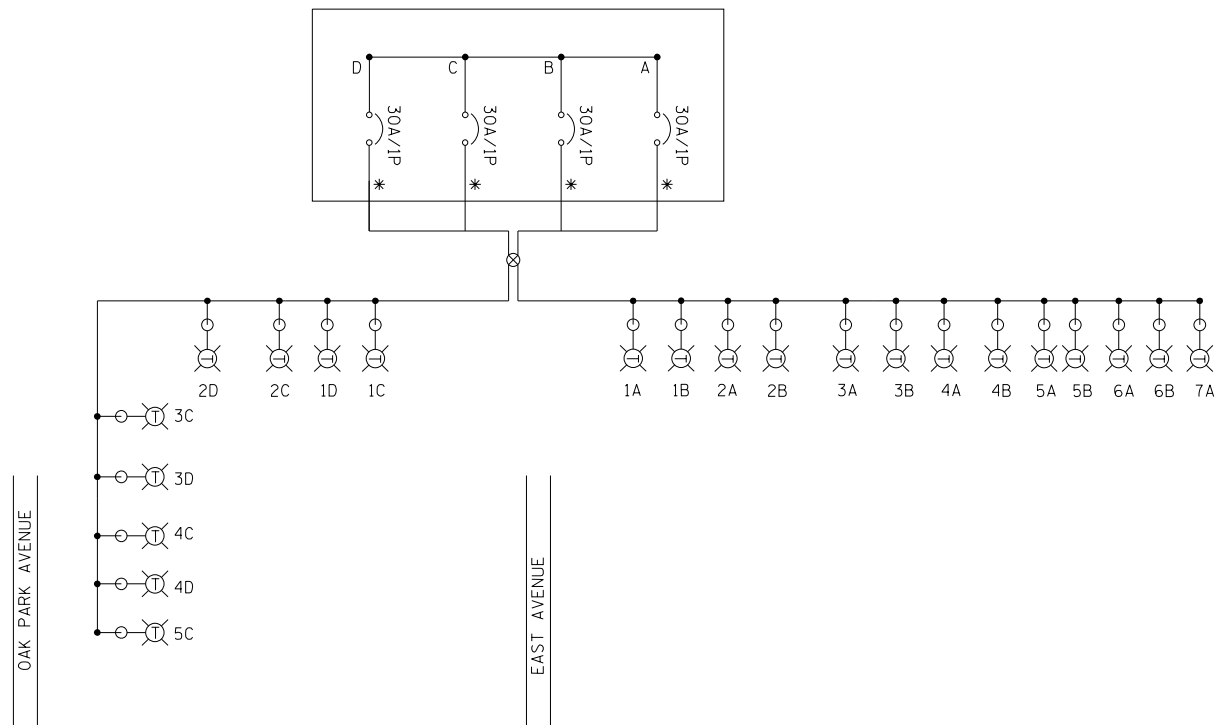 D C B A
30A/1P 30A/1P 30A/1P 30A/1P
* * * *
T T T T T T T T T T T T T T T T T
2D 2C 1D 1C 1A 1B 2A 2B 3A 3B 4A 4B 5A 5B 6A 6B 7A
T 3C
T 3D
T 4C
T 4D
T 5C
OAK PARK AVENUE
EAST AVENUE